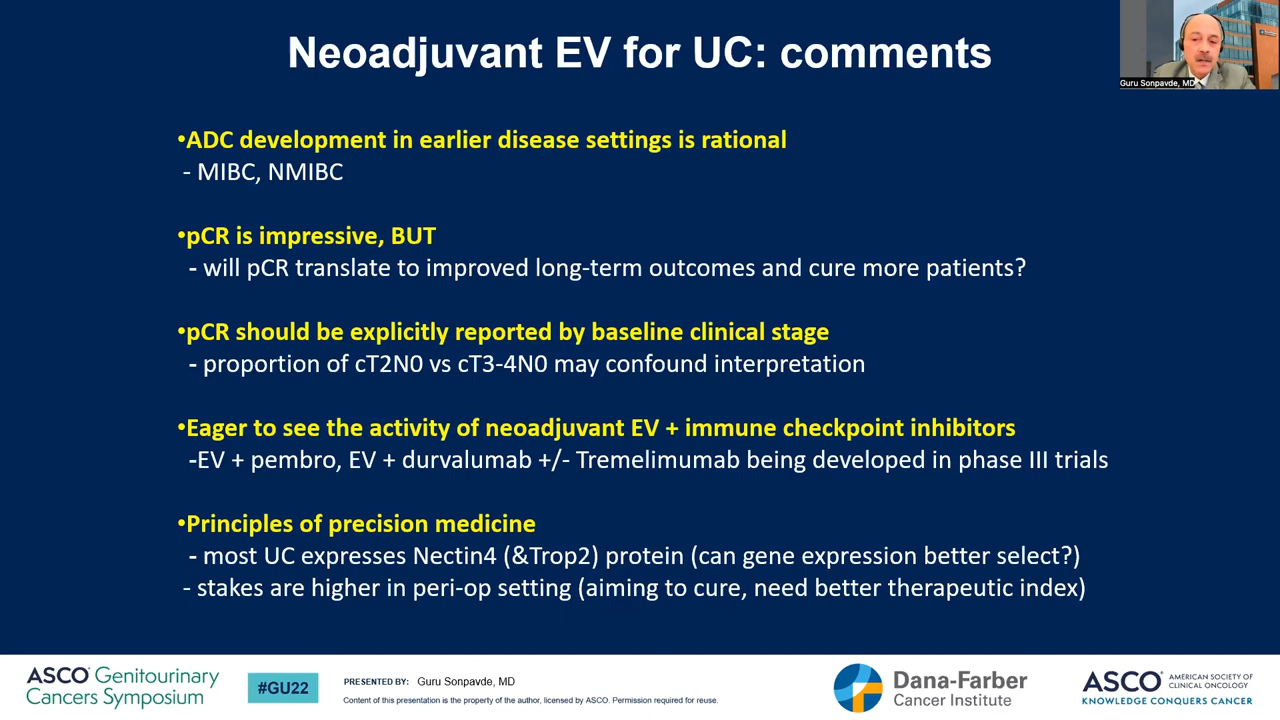 Neoadjuvant EV for UC: comments
Guru Sonpavde, MD
•ADC development in earlier disease settings is rational
- MIBC, NMIBC
•pCR is impressive, BUT
- will pCR translate to improved long-term outcomes and cure more patients?
•pCR should be explicitly reported by baseline clinical stage
- proportion of cT2N0 vs cT3-4N0 may confound interpretation
•Eager to see the activity of neoadjuvant EV + immune checkpoint inhibitors
-EV + pembro, EV + durvalumab +/- Tremelimumab being developed in phase III trials
•Principles of precision medicine
- most UC expresses Nectin4 (&Trop2) protein (can gene expression better select?)
- stakes are higher in peri-op setting (aiming to cure, need better therapeutic index)
ASCO Genitourinary
Cancers Symposium
#GU22
PRESENTED BY: Guru Sonpavde, MD
Content of this presentation is the property of the author, licensed by ASCO. Permission required for reuse.
Dana-Farber
Cancer Institute
ASCO AMERICAN SOCIETY OF
CLINICAL ONCOLOGY
KNOWLEDGE CONQUERS CANCER